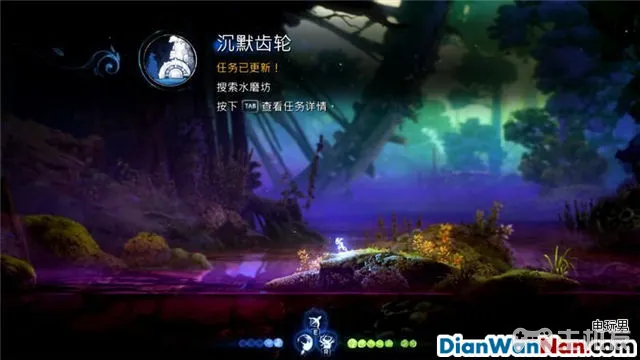 沉默齿轮
任务已更新！
搜索水磨坊
按下 TAB 查看任务详情。
E
R
电玩男
DianWanNan.com